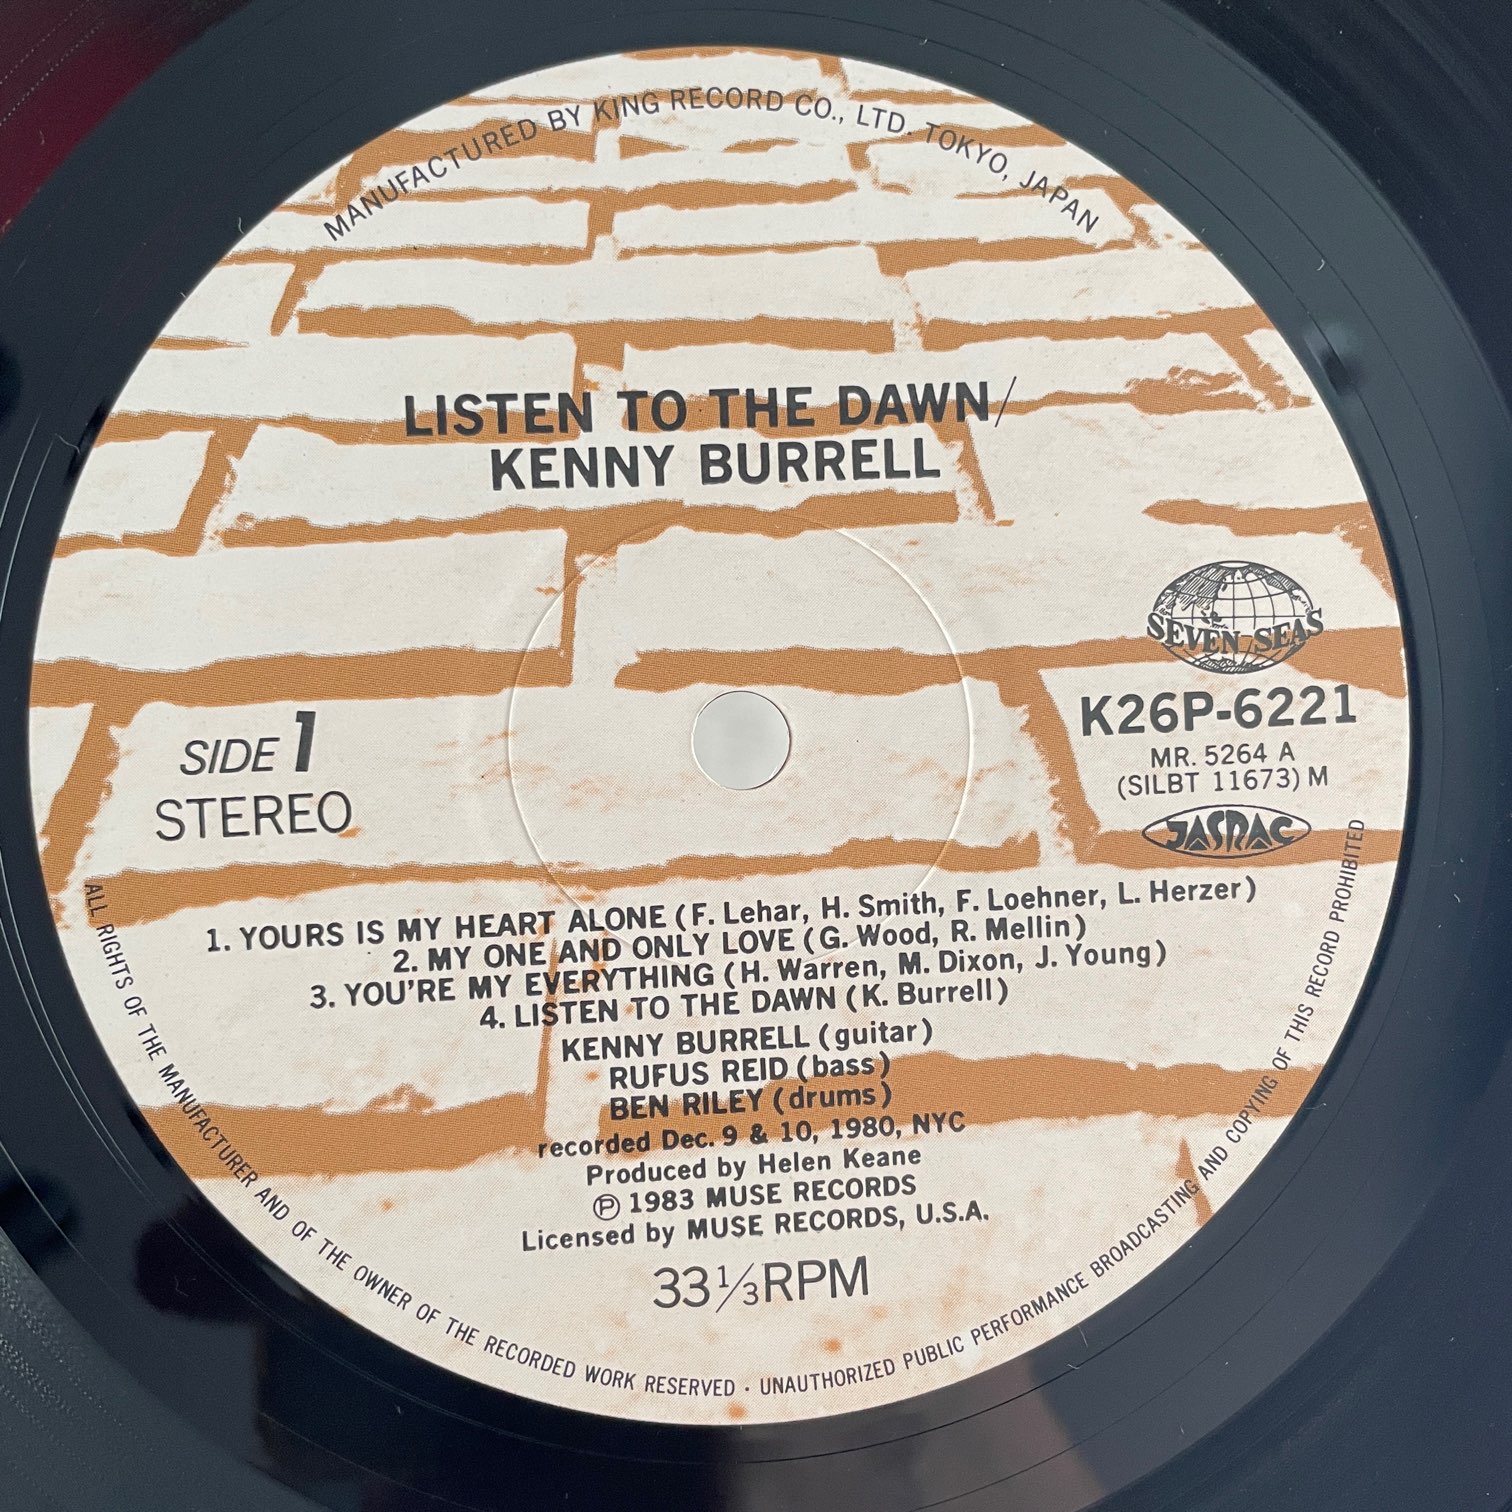 MANUFACTURED BY KING RECORD CO., LTD. TOKYO, JAPAN
LISTEN TO THE DAWN/
KENNY BURRELL
SEVEN SEAS
K26P-6221
MR. 5264 A
(SILBT 11673) M
JASRAC
SIDE 1
STEREO
1. YOURS IS MY HEART ALONE (F. Lehar, H. Smith, F. Loehner, L. Herzer)
2. MY ONE AND ONLY LOVE (G. Wood, R. Mellin)
3. YOU'RE MY EVERYTHING (H. Warren, M. Dixon, J. Young)
4. LISTEN TO THE DAWN (K. Burrell)
KENNY BURRELL (guitar)
RUFUS REID (bass)
BEN RILEY (drums)
recorded Dec. 9 & 10, 1980, NYC
Produced by Helen Keane
Ⓟ 1983 MUSE RECORDS
Licensed by MUSE RECORDS, U.S.A.
33⅓RPM
ALL RIGHTS OF THE MANUFACTURER AND OF THE OWNER OF THE RECORDED WORK RESERVED · UNAUTHORIZED PUBLIC PERFORMANCE BROADCASTING AND COPYING OF THIS RECORD PROHIBITED